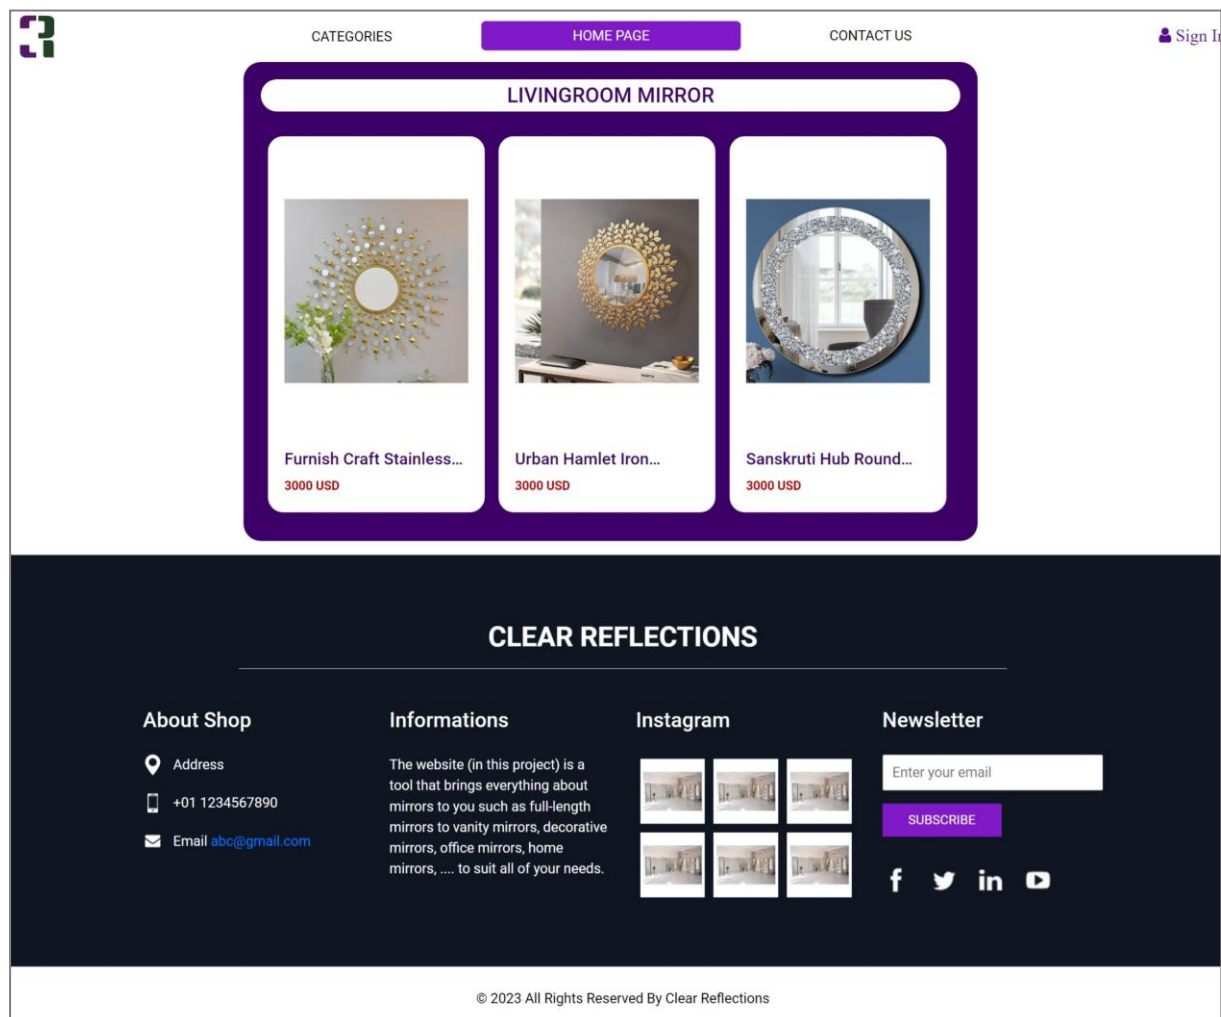 CATEGORIES
HOME PAGE
CONTACT US
Sign In
LIVINGROOM MIRROR
Furnish Craft Stainless...
Urban Hamlet Iron...
Sanskruti Hub Round...
3000 USD
3000 USD
3000 USD
CLEAR REFLECTIONS
About Shop
Address
+01 1234567890
Email abc@gmail.com
Informations
The website (in this project) is a
tool that brings everything about
mirrors to you such as full-length
mirrors to vanity mirrors, decorative
mirrors, office mirrors, home
mirrors, .... to suit all of your needs.
Instagram
Newsletter
Enter your email
SUBSCRIBE
© 2023 All Rights Reserved By Clear Reflections